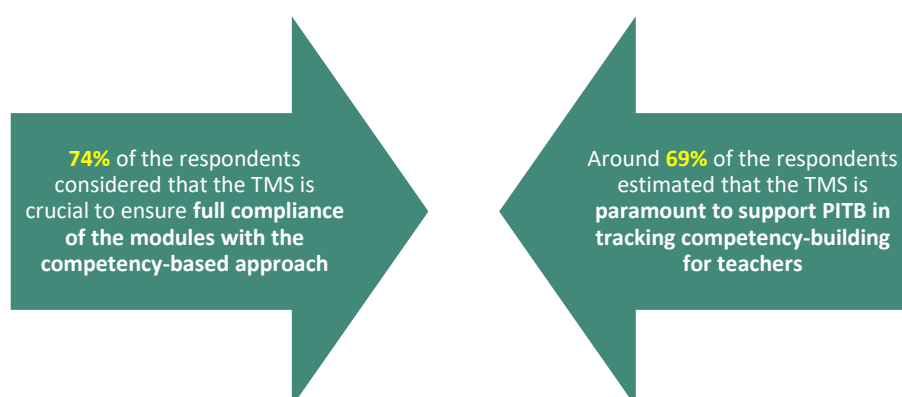 74% of the respondents
considered that the TMS is
crucial to ensure full compliance
of the modules with the
competency-based approach
Around 69% of the respondents
estimated that the TMS is
paramount to support PITB in
tracking competency-building
for teachers